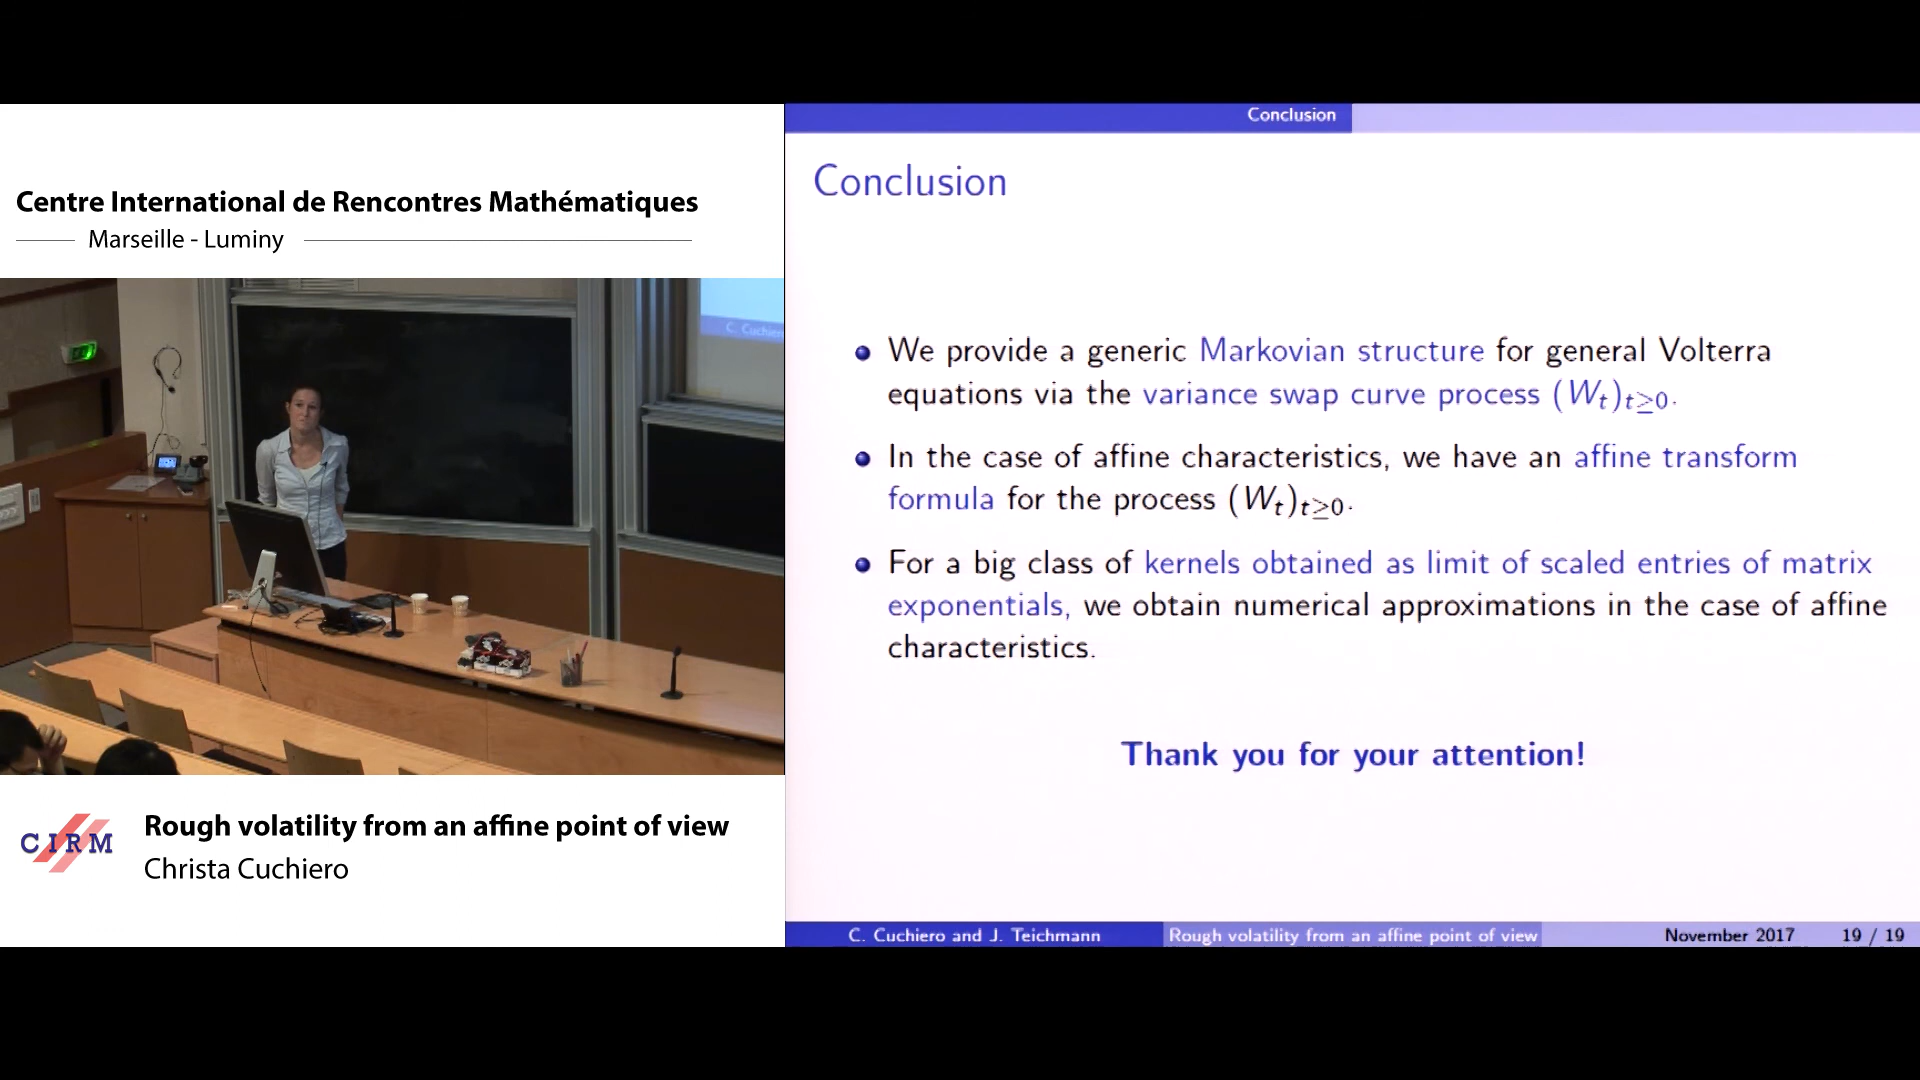 Centre International de Rencontres Mathématiques
Marseille - Luminy
C. Cuchiero
CIRM
Rough volatility from an affine point of view
Christa Cuchiero
Conclusion
Conclusion
We provide a generic Markovian structure for general Volterra
equations via the variance swap curve process (Wₜ)ₜ≥₀.
In the case of affine characteristics, we have an affine transform
formula for the process (Wₜ)ₜ≥₀.
For a big class of kernels obtained as limit of scaled entries of matrix
exponentials, we obtain numerical approximations in the case of affine
characteristics.
Thank you for your attention!
C. Cuchiero and J. Teichmann Rough volatility from an affine point of view November 2017 19 / 19